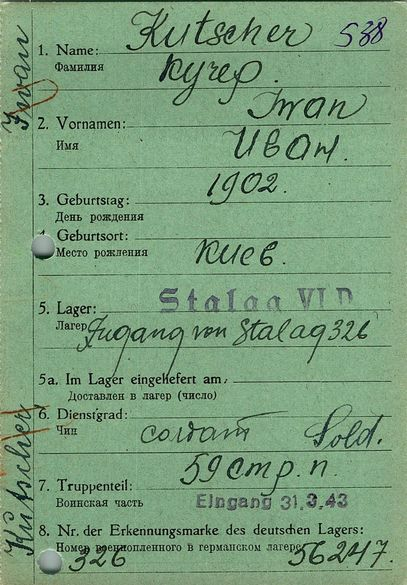 Kutscher 538
1. Name:
Фамилия
Кучер.
Iwan
2. Vornamen:
Имя
Иван.
1902.
3. Geburtstag:
День рождения
4. Geburtsort:
Место рождения
Киев.
5. Lager: Stalag VI D
Лагер Zugang von Stalag 326
5a. Im Lager eingeliefert am:
Доставлен в лагер (число)
6. Dienstgrad:
Чин
солдат Sold.
59 стр. п.
7. Truppenteil:
Воинская часть
Eingang 31.3.43
8. Nr. der Erkennungsmarke des deutschen Lagers:
Номер военнопленного в германском лагере
326 56247.
Kutscher Iwan